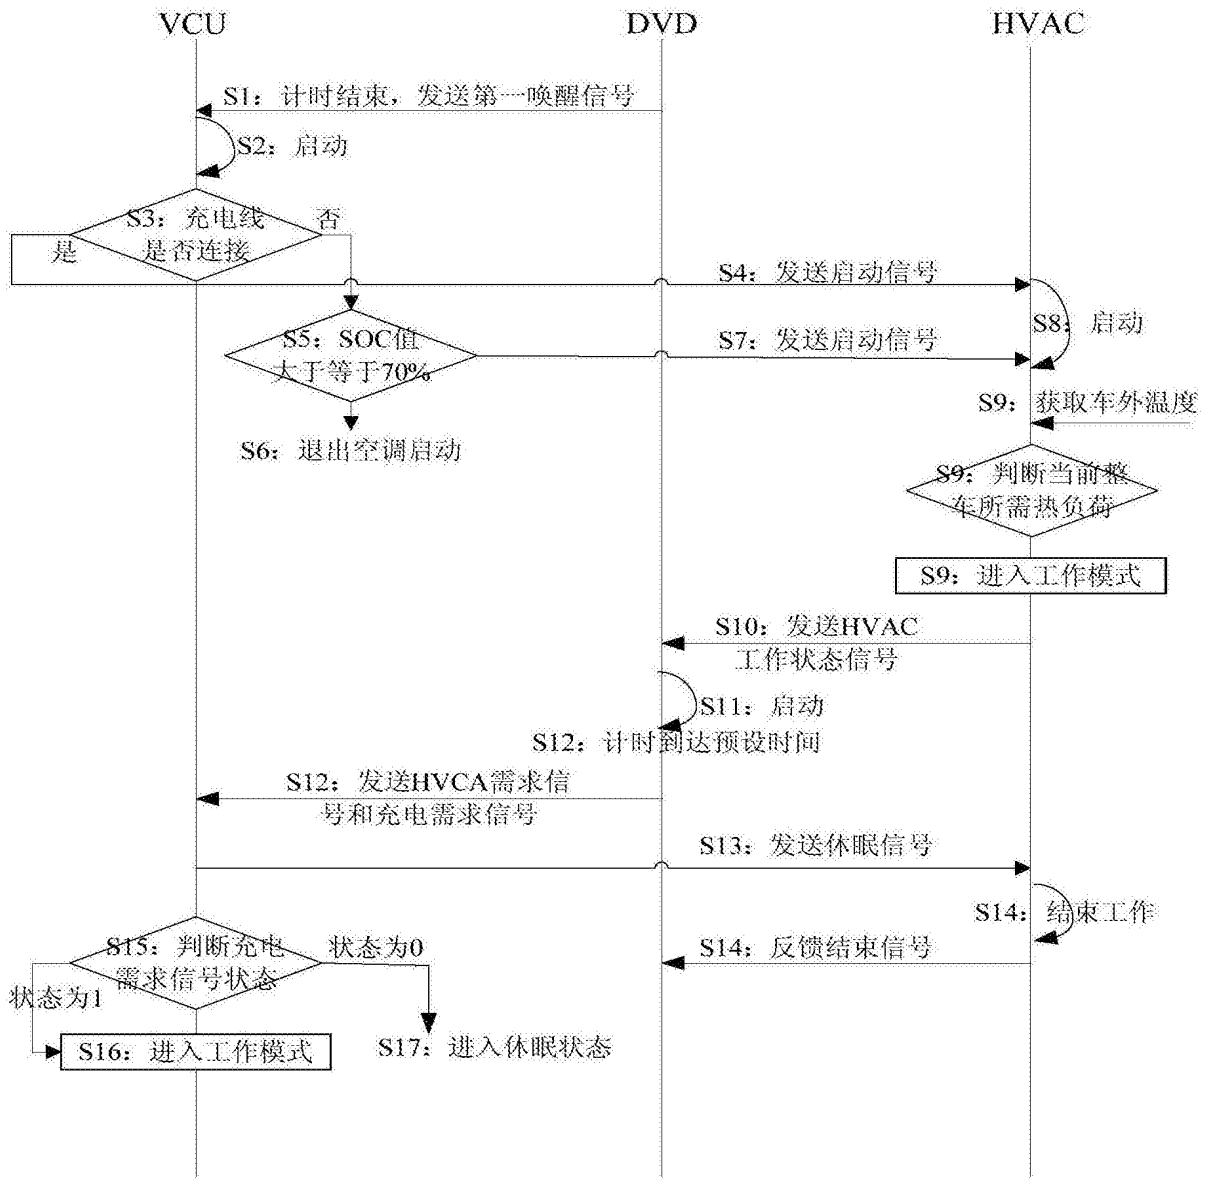 VCU
DVD
HVAC
S1：计时结束，发送第一唤醒信号
S2：启动
S3：充电线
是否连接
否
是
S4：发送启动信号
S5：SOC值
大于等于70%
S7：发送启动信号
S8：启动
S6：退出空调启动
S9：获取车外温度
S9：判断当前整
车所需热负荷
S9：进入工作模式
S10：发送HVAC
工作状态信号
S11：启动
S12：计时到达预设时间
S12：发送HVCA需求信
号和充电需求信号
S13：发送休眠信号
S14：结束工作
S14：反馈结束信号
S15：判断充电
需求信号状态
状态为0
状态为1
S16：进入工作模式
S17：进入休眠状态